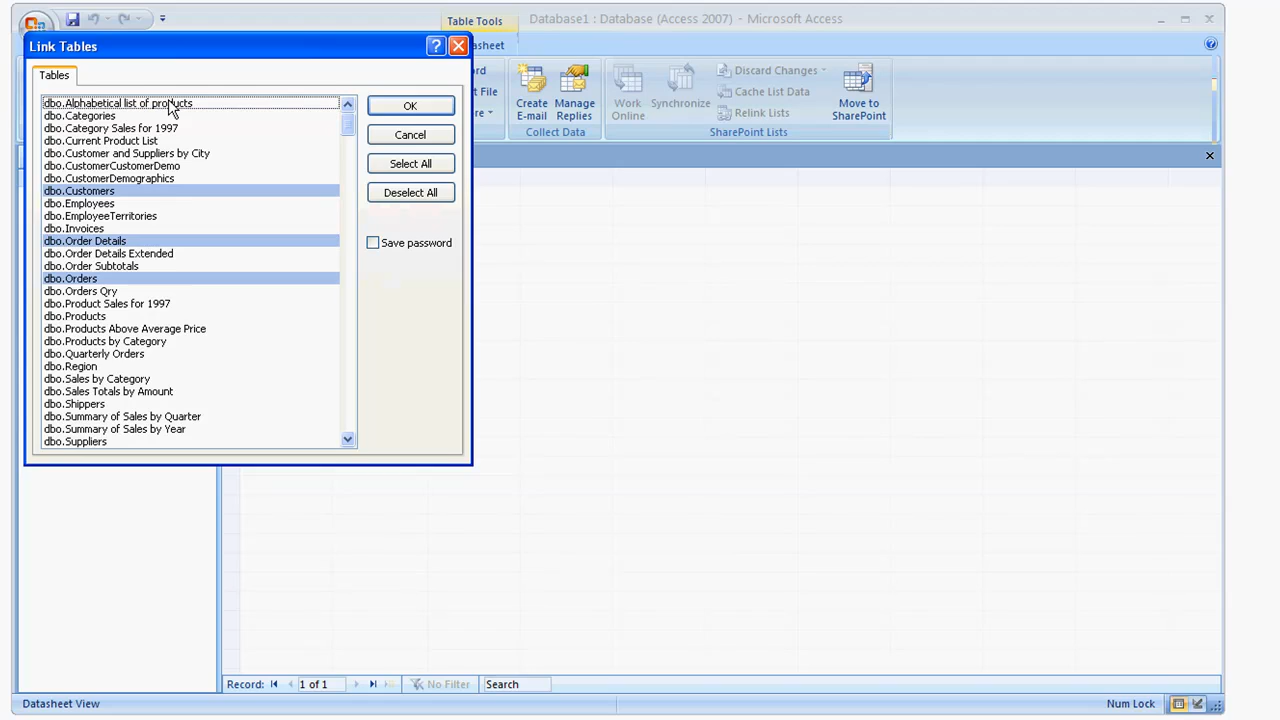 Table Tools
Database1 : Database (Access 2007) - Microsoft Access
Link Tables
Tables
dbo.Alphabetical list of products
dbo.Categories
dbo.Category Sales for 1997
dbo.Current Product List
dbo.Customer and Suppliers by City
dbo.CustomerCustomerDemo
dbo.CustomerDemographics
dbo.Customers
dbo.Employees
dbo.EmployeeTerritories
dbo.Invoices
dbo.Order Details
dbo.Order Details Extended
dbo.Order Subtotals
dbo.Orders
dbo.Orders Qry
dbo.Product Sales for 1997
dbo.Products
dbo.Products Above Average Price
dbo.Products by Category
dbo.Quarterly Orders
dbo.Region
dbo.Sales by Category
dbo.Sales Totals by Amount
dbo.Shippers
dbo.Summary of Sales by Quarter
dbo.Summary of Sales by Year
dbo.Suppliers
OK
Cancel
Select All
Deselect All
Save password
Create
E-mail
Manage
Replies
Collect Data
Work
Online
Synchronize
Discard Changes
Cache List Data
Relink Lists
Move to
SharePoint
SharePoint Lists
Record:
1 of 1
No Filter
Search
Datasheet View
Num Lock